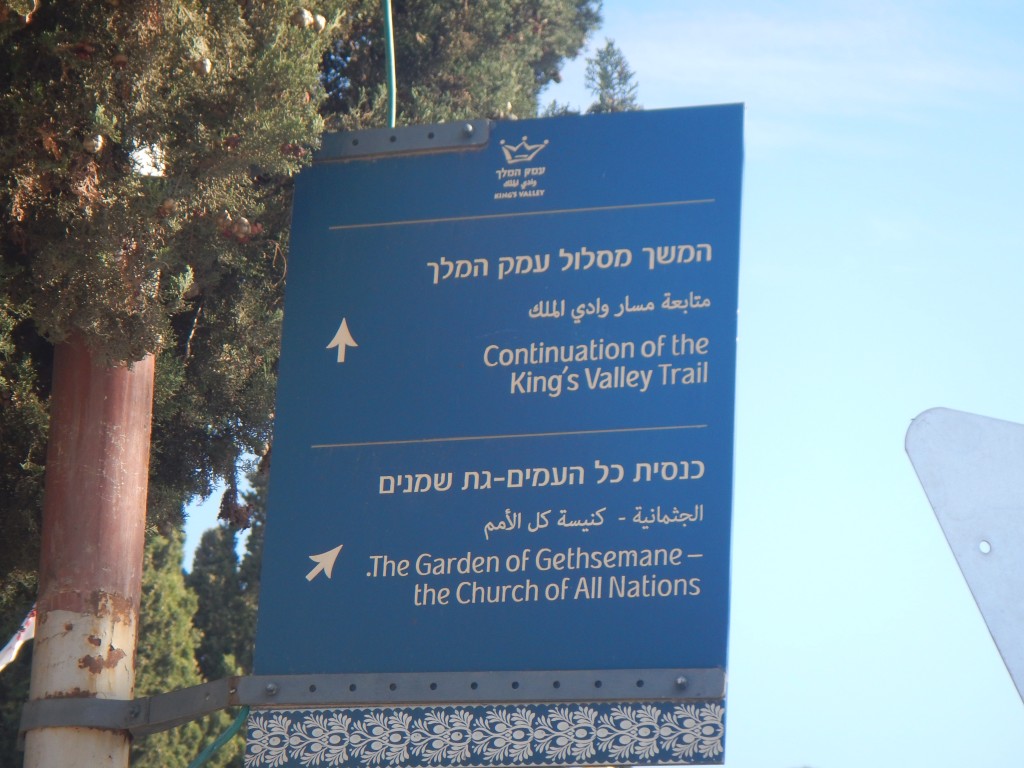 עמק המלך
وادي الملك
KING'S VALLEY
המשך מסלול עמק המלך
متابعة مسار وادي الملك
Continuation of the
King's Valley Trail
כנסית כל העמים-גת שמנים
الجثمانية - كنيسة كل الأمم
.The Garden of Gethsemane –
the Church of All Nations